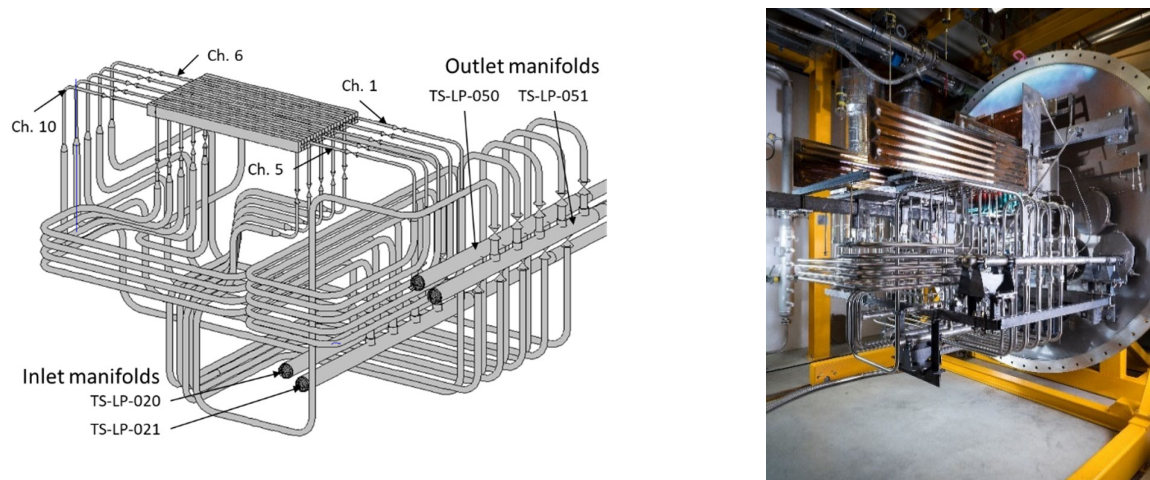 Ch. 6
Outlet manifolds
Ch. 1
TS-LP-050
TS-LP-051
Ch. 10
Ch. 5
Inlet manifolds
TS-LP-020
TS-LP-021